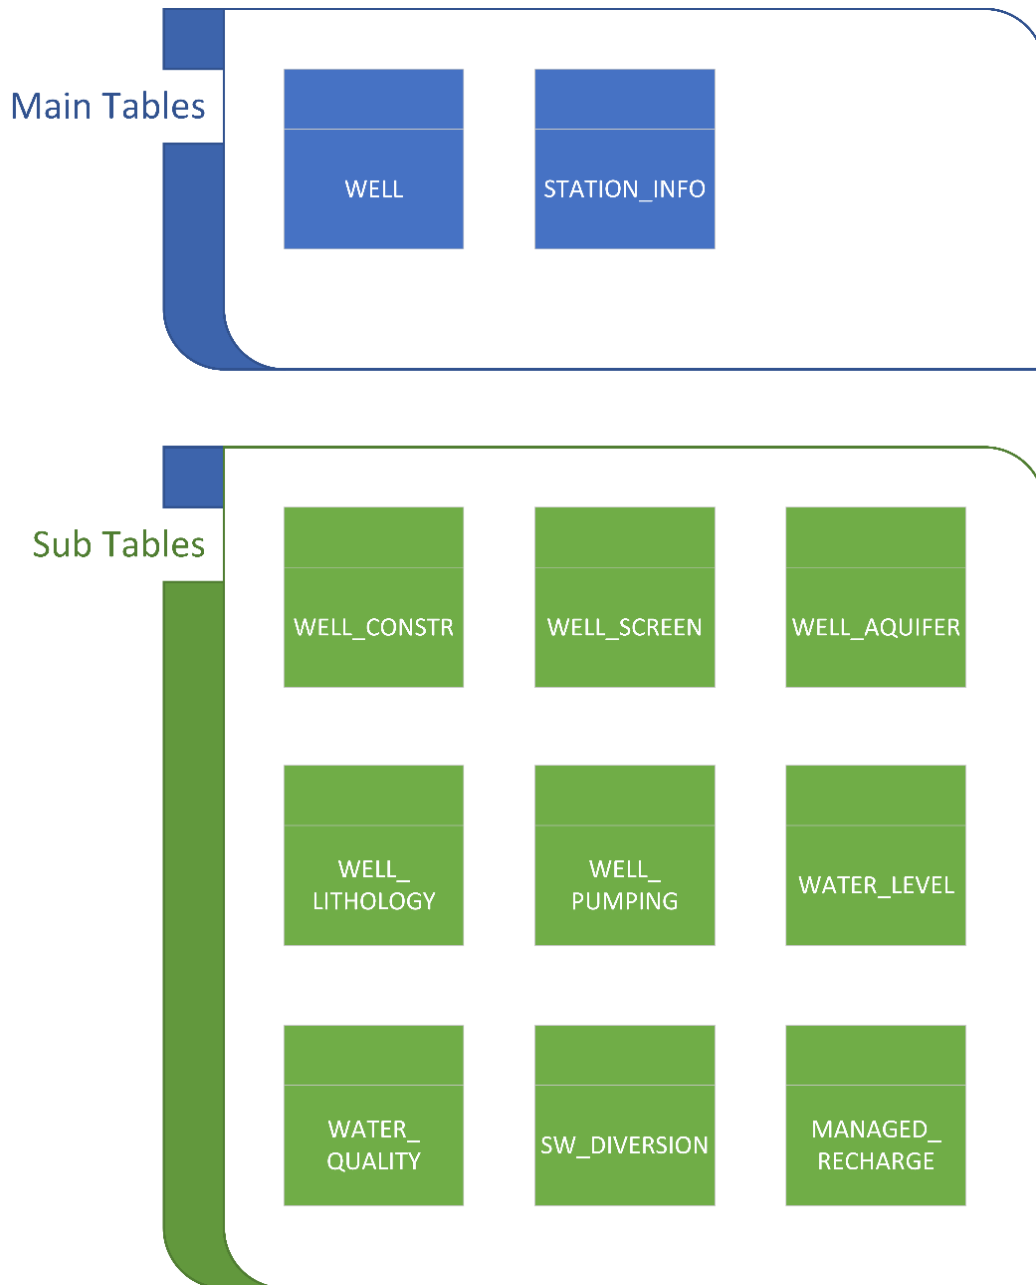 Main Tables
WELL
STATION_INFO
Sub Tables
WELL_CONSTR
WELL_SCREEN
WELL_AQUIFER
WELL_
LITHOLOGY
WELL_
PUMPING
WATER_LEVEL
WATER_
QUALITY
SW_DIVERSION
MANAGED_
RECHARGE